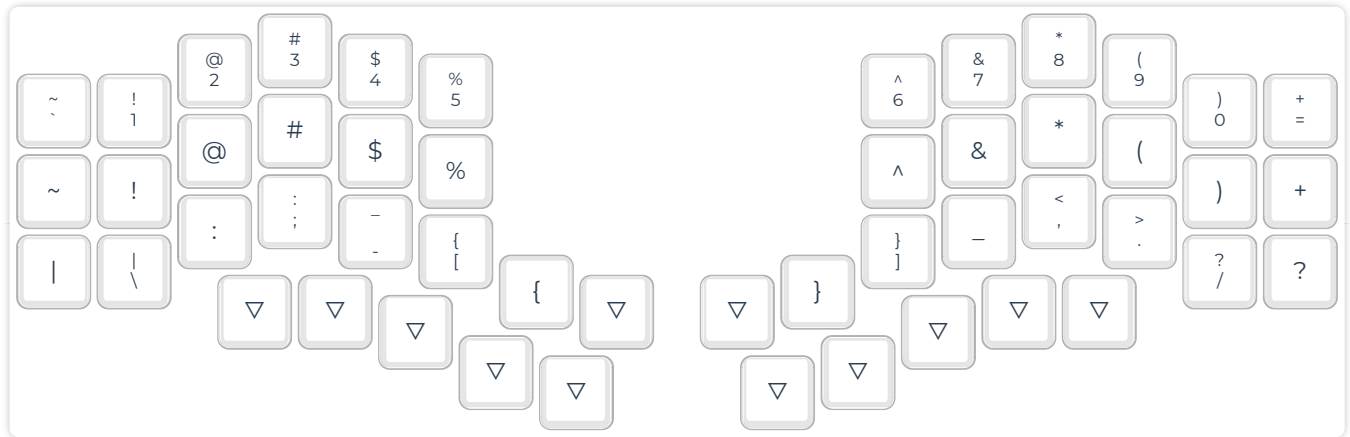 ~ ! @ # $ % ^ & * ( ) +
` 1 2 3 4 5 6 7 8 9 0 =
~ ! @ # $ % ^ & * ( ) +
| | : : _ { } _ < > ? ?
\ ; - [ ] , . /
{ }
▽ ▽ ▽ ▽ ▽ ▽
▽ ▽
▽ ▽
▽ ▽